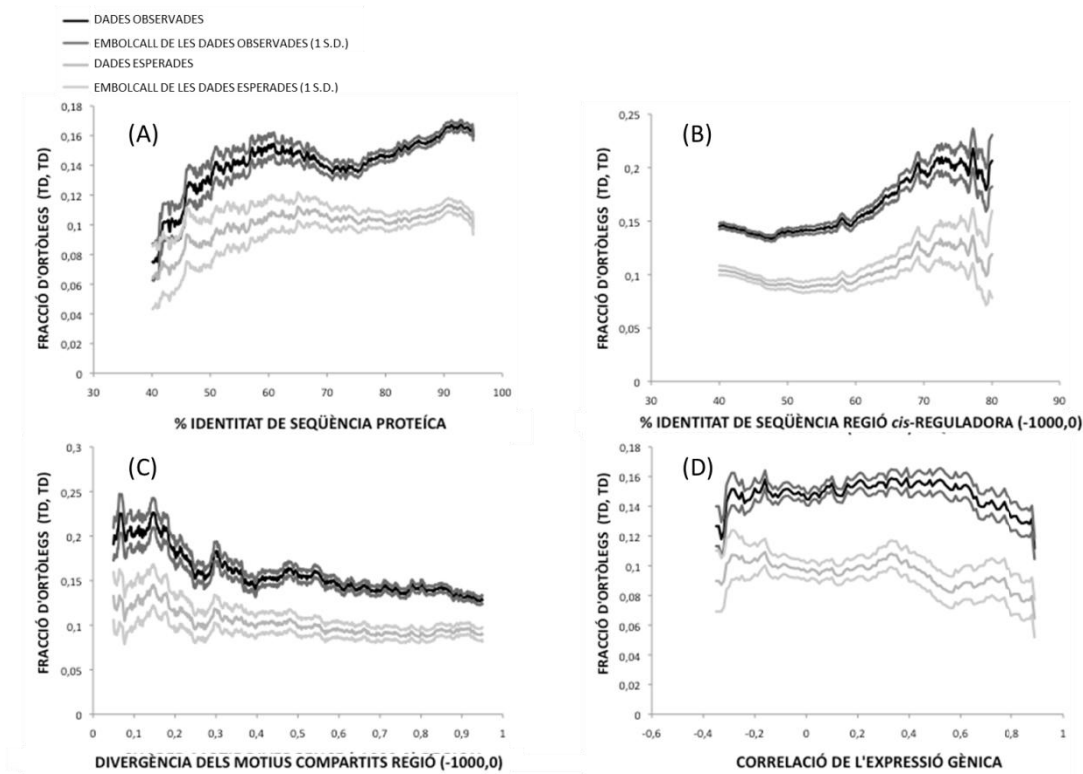 DADES OBSERVADES
EMBOLCALL DE LES DADES OBSERVADES (1 S.D.)
DADES ESPERADES
EMBOLCALL DE LES DADES ESPERADES (1 S.D.)
(A)
FRACCIÓ D'ORTÒLEGS (TD, TD)
0,18
0,16
0,14
0,12
0,1
0,08
0,06
0,04
0,02
0
30 40 50 60 70 80 90 100
% IDENTITAT DE SEQÜÈNCIA PROTEÍCA
(B)
FRACCIÓ D'ORTÒLEGS (TD, TD)
0,25
0,2
0,15
0,1
0,05
0
30 40 50 60 70 80 90
% IDENTITAT DE SEQÜÈNCIA REGIÓ cis-REGULADORA (-1000,0)
(C)
FRACCIÓ D'ORTÒLEGS (TD, TD)
0,3
0,25
0,2
0,15
0,1
0,05
0
0 0,1 0,2 0,3 0,4 0,5 0,6 0,7 0,8 0,9 1
DIVERGÈNCIA DELS MOTIUS COMPARTITS REGIÓ (-1000,0)
(D)
FRACCIÓ D'ORTÒLEGS (TD, TD)
0,18
0,16
0,14
0,12
0,1
0,08
0,06
0,04
0,02
0
-0,6 -0,4 -0,2 0 0,2 0,4 0,6 0,8 1
CORRELACIÓ DE L'EXPRESSIÓ GÈNICA